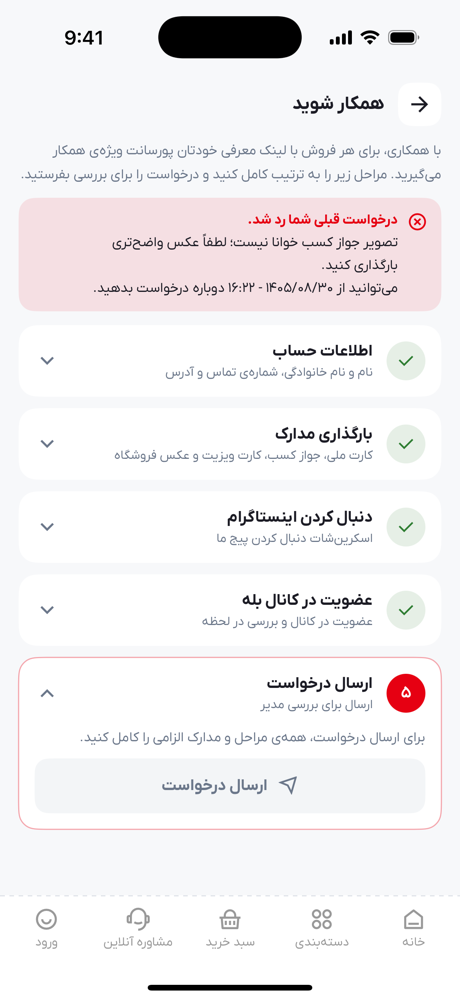 9:41
همکار شوید
با همکاری، برای هر فروش با لینک معرفی خودتان پورسانت ویژه‌ی همکار
می‌گیرید. مراحل زیر را به ترتیب کامل کنید و درخواست را برای بررسی بفرستید.
درخواست قبلی شما رد شد.
تصویر جواز کسب خوانا نیست؛ لطفاً عکس واضح‌تری
بارگذاری کنید.
می‌توانید از ۱۴۰۵/۰۸/۳۰ - ۱۶:۲۲ دوباره درخواست بدهید.
اطلاعات حساب
نام و نام خانوادگی، شماره‌ی تماس و آدرس
بارگذاری مدارک
کارت ملی، جواز کسب، کارت ویزیت و عکس فروشگاه
دنبال کردن اینستاگرام
اسکرین‌شات دنبال کردن پیج ما
عضویت در کانال بله
عضویت در کانال و بررسی در لحظه
۵
ارسال درخواست
ارسال برای بررسی مدیر
برای ارسال درخواست، همه‌ی مراحل و مدارک الزامی را کامل کنید.
ارسال درخواست
خانه
دسته‌بندی
سبد خرید
مشاوره آنلاین
ورود